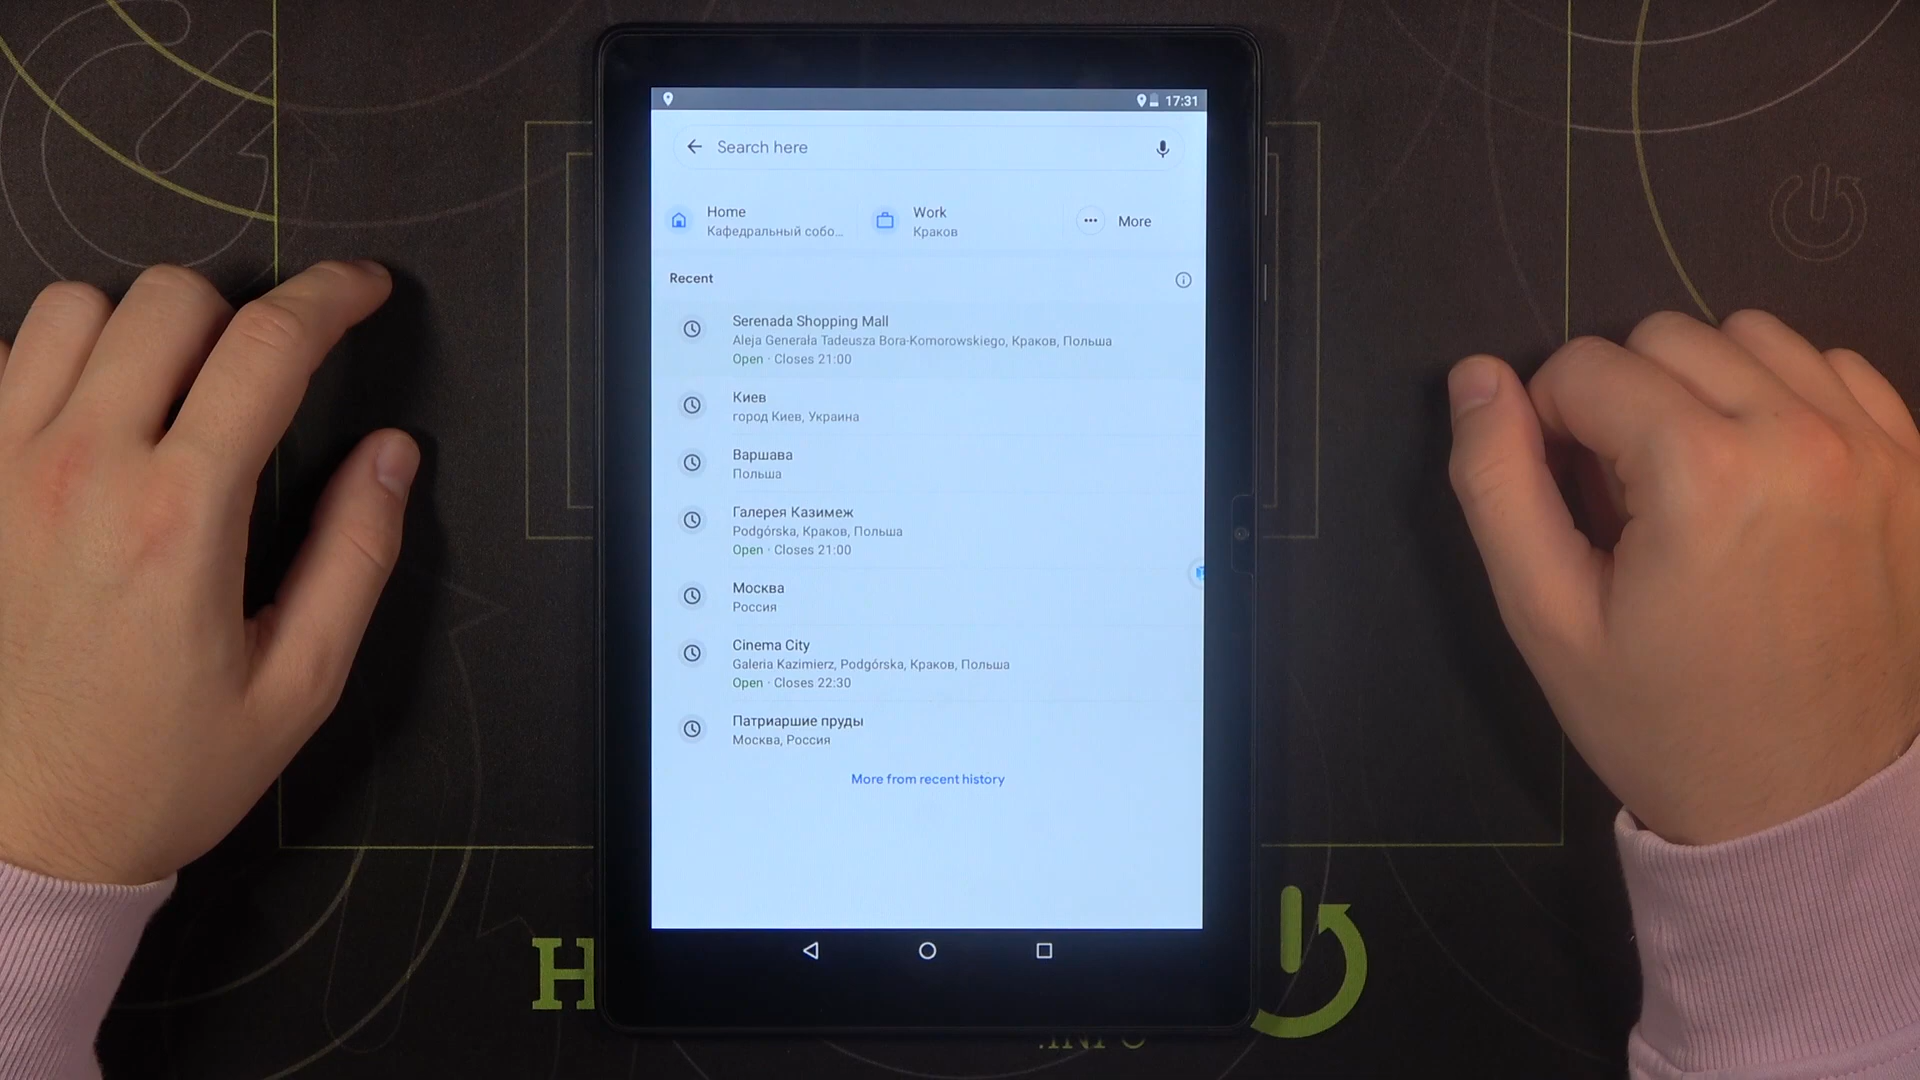 17:31
Search here
Home
Кафедральный собо...
Work
Краков
More
Recent
Serenada Shopping Mall
Aleja Generała Tadeusza Bora-Komorowskiego, Краков, Польша
Open · Closes 21:00
Киев
город Киев, Украина
Варшава
Польша
Галерея Казимеж
Podgórska, Краков, Польша
Open · Closes 21:00
Москва
Россия
Cinema City
Galeria Kazimierz, Podgórska, Краков, Польша
Open · Closes 22:30
Патриаршие пруды
Москва, Россия
More from recent history
H
.INFO